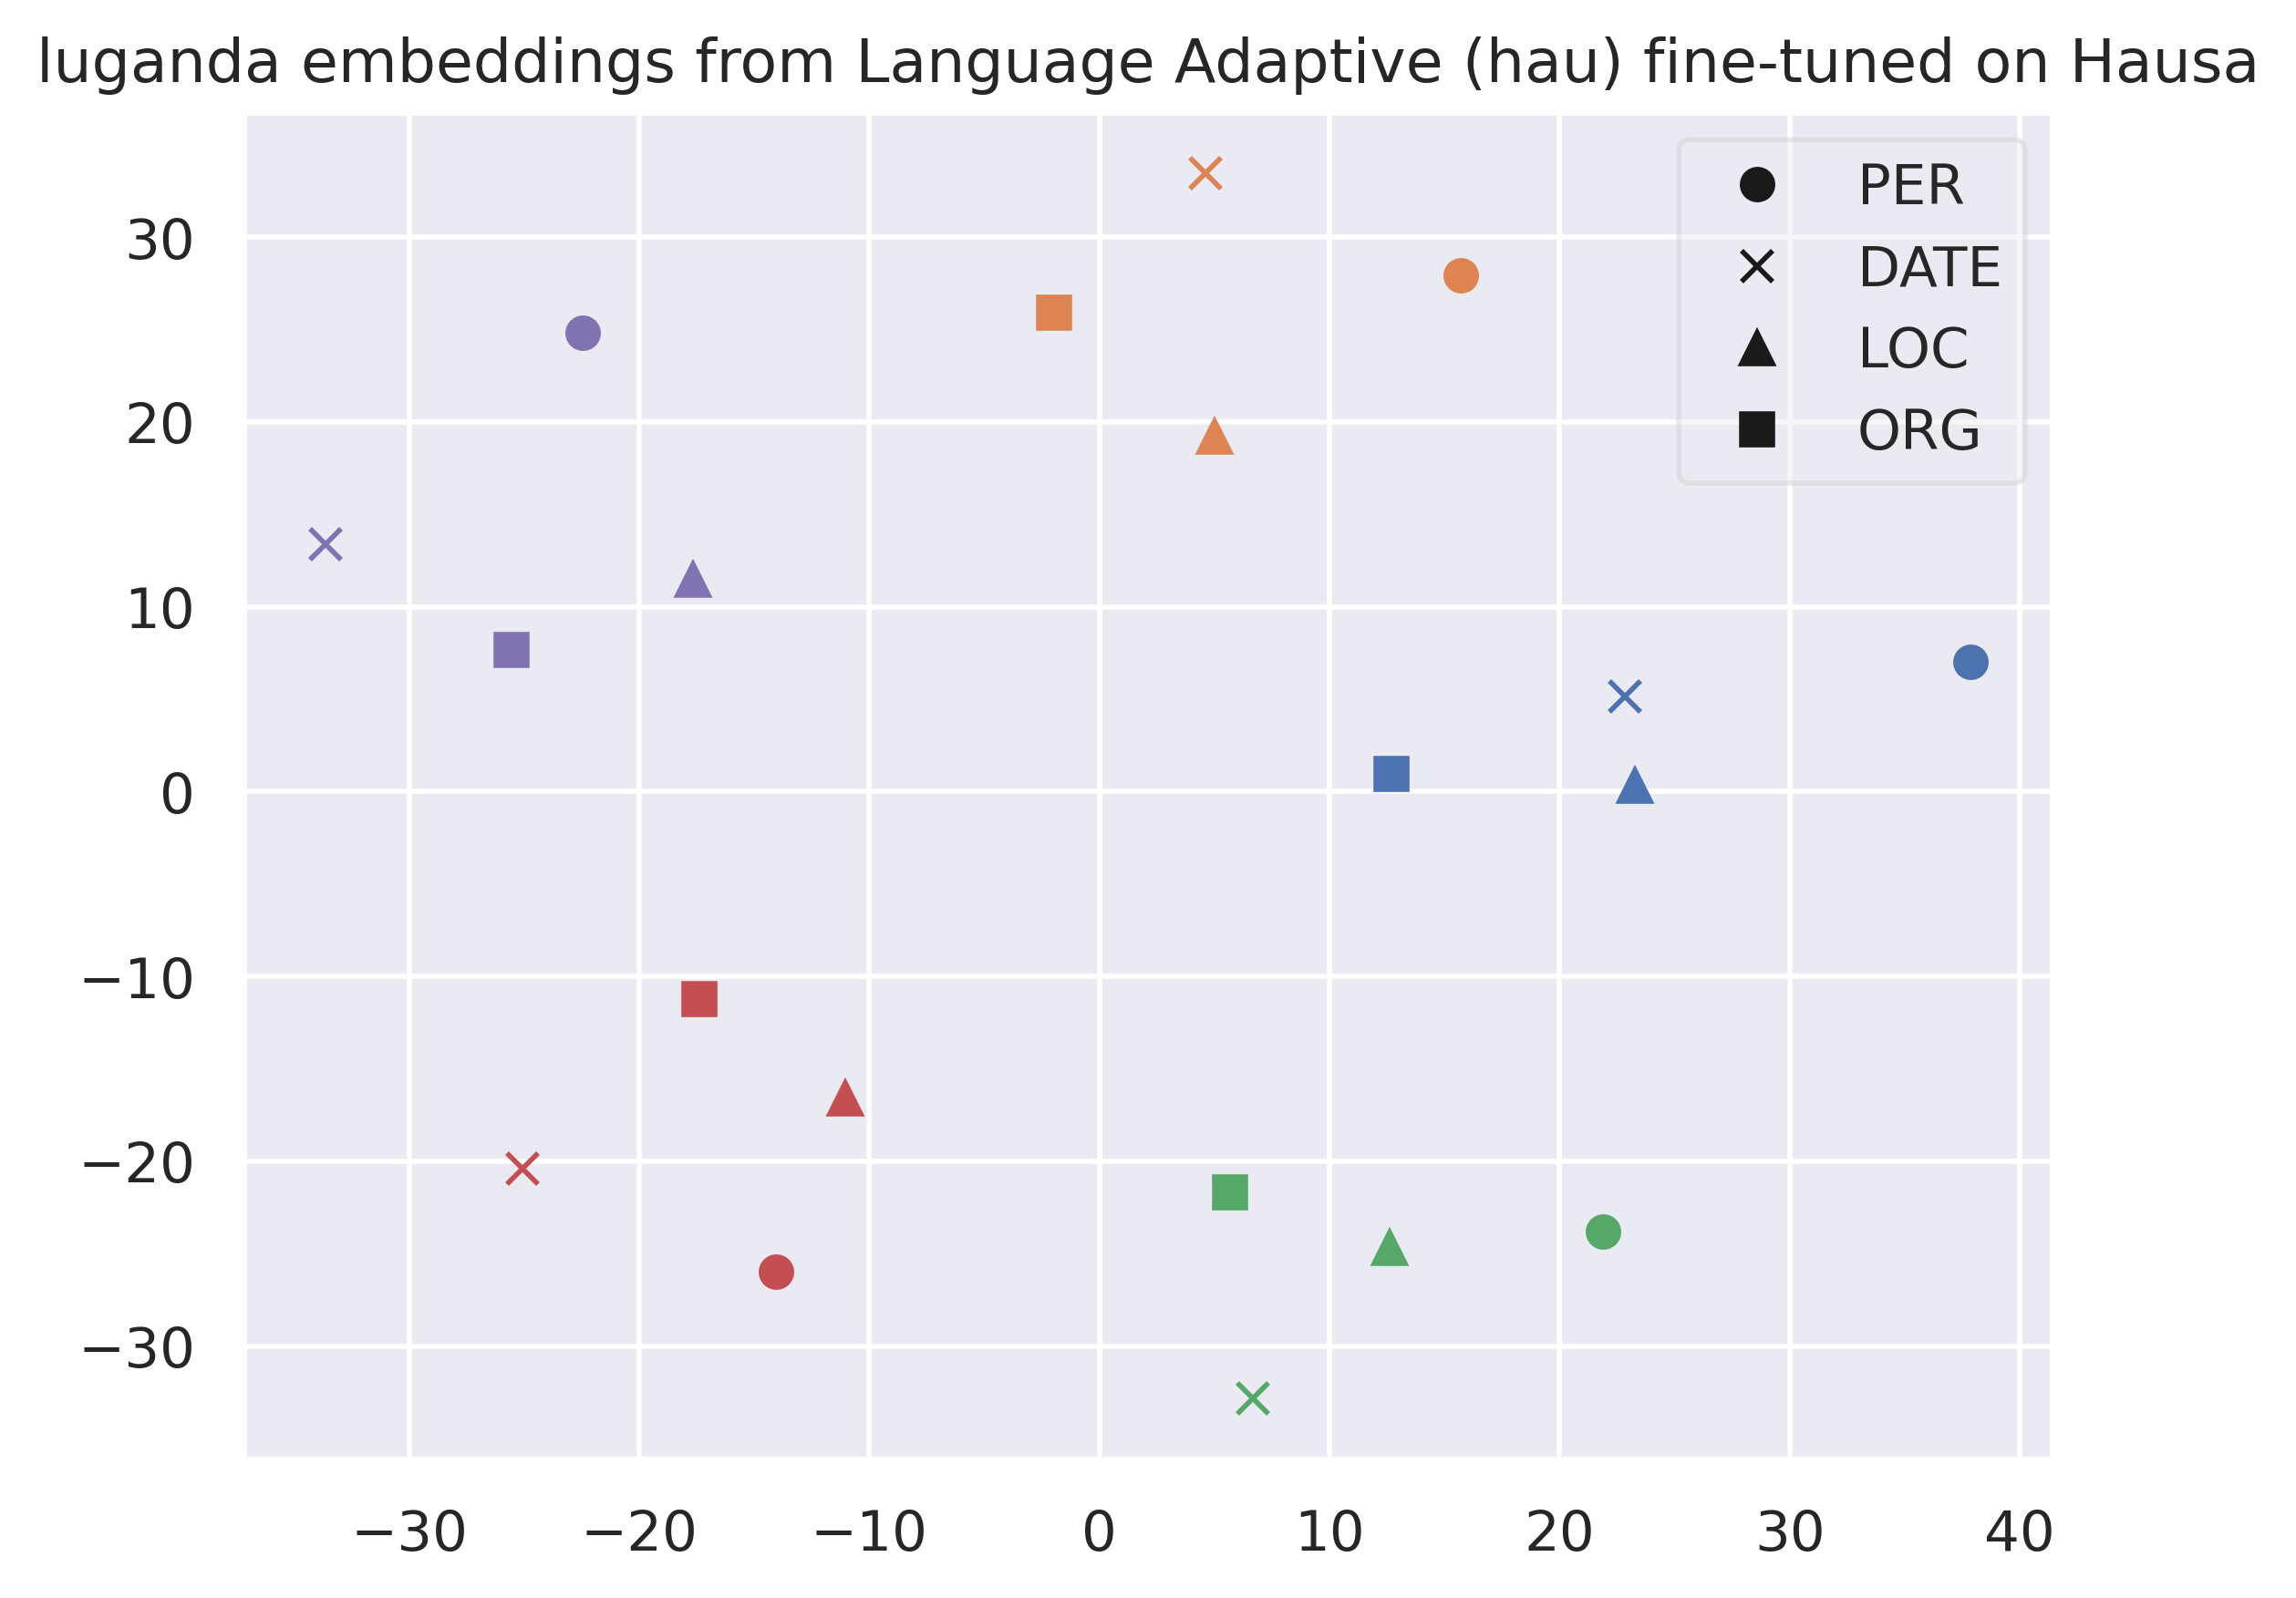 luganda embeddings from Language Adaptive (hau) fine-tuned on Hausa
PER
DATE
LOC
ORG
30
20
10
0
−10
−20
−30
−30 −20 −10 0 10 20 30 40